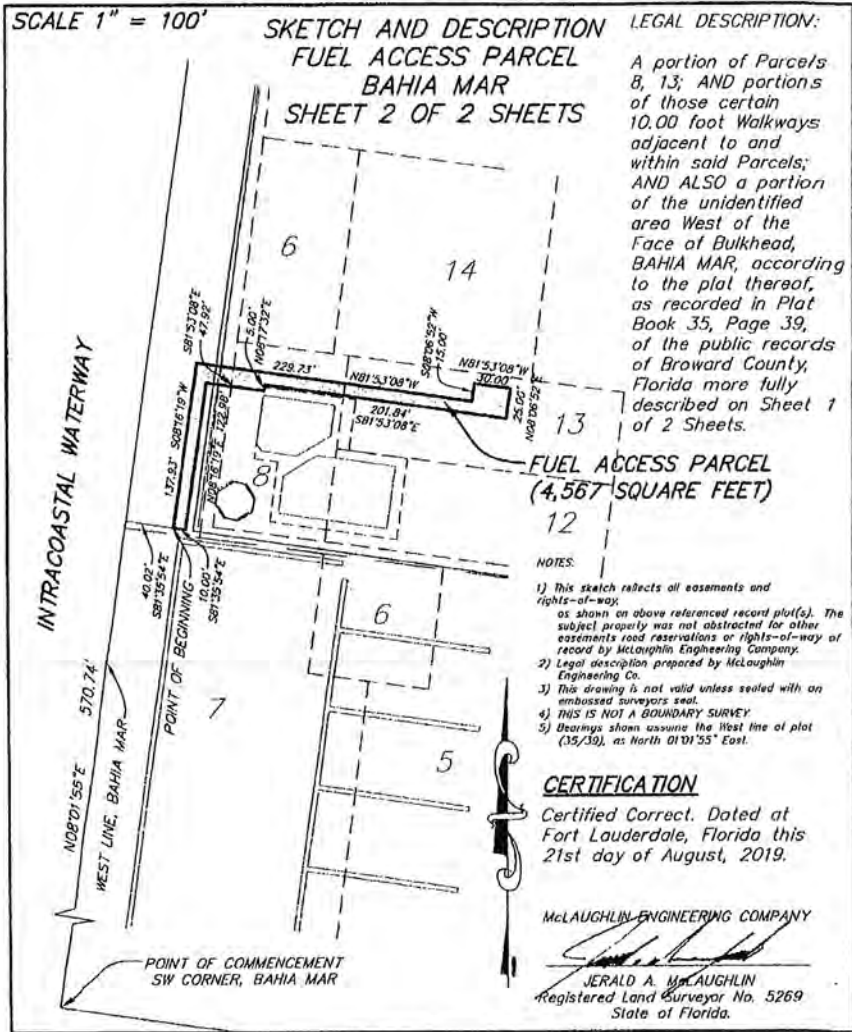 SCALE 1" = 100'
SKETCH AND DESCRIPTION
FUEL ACCESS PARCEL
BAHIA MAR
SHEET 2 OF 2 SHEETS
LEGAL DESCRIPTION:
A portion of Parcels
8, 13; AND portions
of those certain
10.00 foot Walkways
adjacent to and
within said Parcels;
AND ALSO a portion
of the unidentified
area West of the
Face of Bulkhead,
BAHIA MAR, according
to the plat thereof,
as recorded in Plat
Book 35, Page 39,
of the public records
of Broward County,
Florida more fully
described on Sheet 1
of 2 Sheets.
6
14
S81°53'08"E
47.92'
5.00'
N08°17'32"E
229.73'
N81°53'08"W
S08°06'52"W
15.00'
N81°53'08"W
30.00'
25.00'
N08°06'52"E
201.84'
S81°53'08"E
13
137.93' S08°16'19"W
N08°16'19"E 122.88'
8
FUEL ACCESS PARCEL
(4,567 SQUARE FEET)
12
INTRACOASTAL WATERWAY
40.02'
S81°35'54"E
10.00'
S81°35'54"E
POINT OF BEGINNING
6
7
5
570.74'
N08°01'55"E
WEST LINE, BAHIA MAR
POINT OF COMMENCEMENT
SW CORNER, BAHIA MAR
NOTES:
1) This sketch reflects all easements and
rights-of-way,
as shown on above referenced record plat(s). The
subject property was not abstracted for other
easements road reservations or rights-of-way of
record by McLaughlin Engineering Company.
2) Legal description prepared by McLaughlin
Engineering Co.
3) This drawing is not valid unless sealed with an
embossed surveyors seal.
4) THIS IS NOT A BOUNDARY SURVEY.
5) Bearings shown assume the West line of plat
(35/39), as North 01°01'55" East.
CERTIFICATION
Certified Correct. Dated at
Fort Lauderdale, Florida this
21st day of August, 2019.
McLAUGHLIN ENGINEERING COMPANY
JERALD A. McLAUGHLIN
Registered Land Surveyor No. 5269
State of Florida.